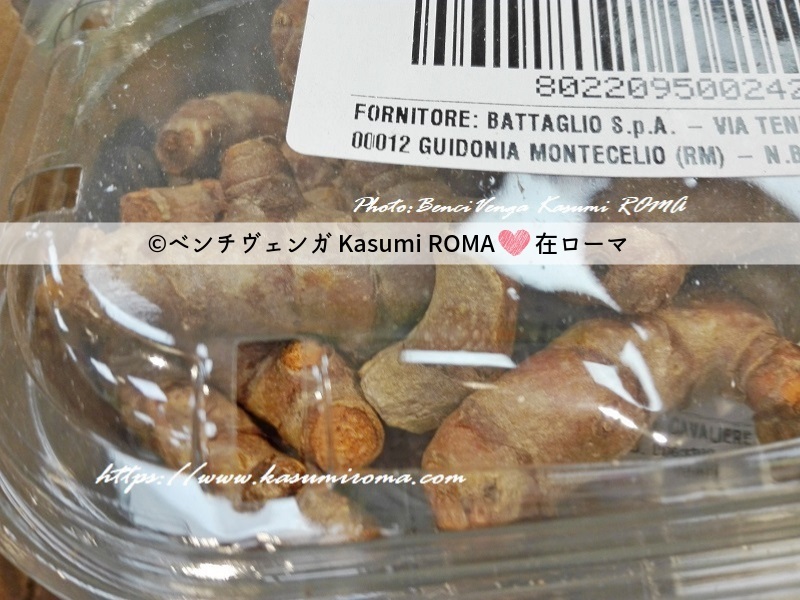 802209500242
FORNITORE: BATTAGLIO S.p.A. – VIA TEN
00012 GUIDONIA MONTECELIO (RM) – N.
Photo:BenciVenga Kasumi ROMA
©ベンチヴェンガ Kasumi ROMA 在ローマ
CAVALIERE
https://www.kasumiroma.com